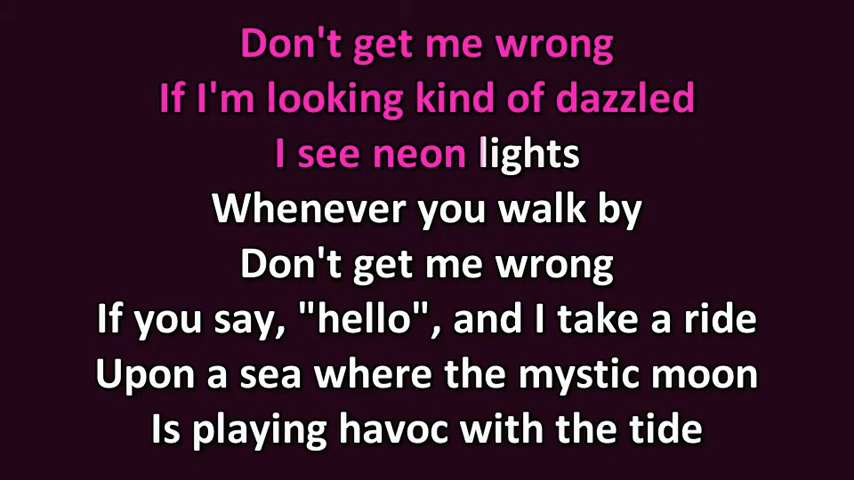 Don't get me wrong
If I'm looking kind of dazzled
I see neon lights
Whenever you walk by
Don't get me wrong
If you say, "hello", and I take a ride
Upon a sea where the mystic moon
Is playing havoc with the tide